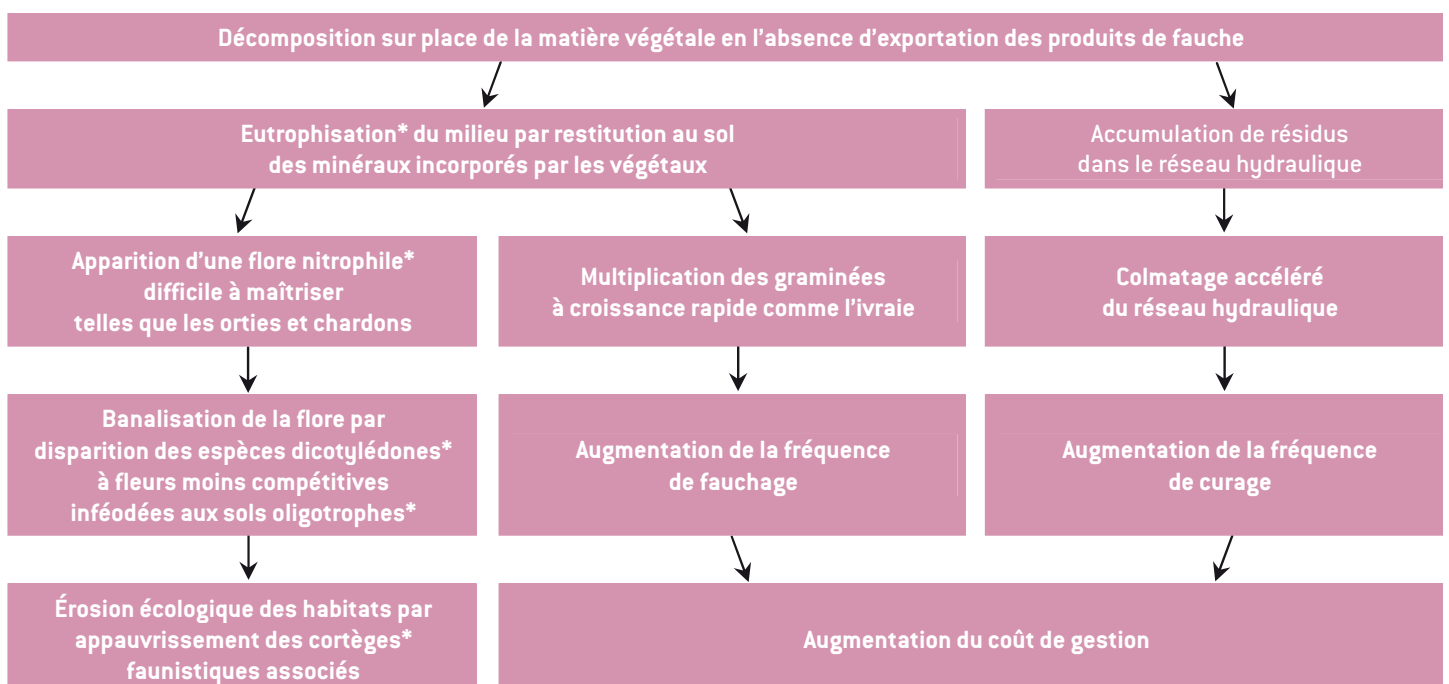 Décomposition sur place de la matière végétale en l’absence d’exportation des produits de fauche
Eutrophisation* du milieu par restitution au sol
des minéraux incorporés par les végétaux
Accumulation de résidus
dans le réseau hydraulique
Apparition d’une flore nitrophile*
difficile à maîtriser
telles que les orties et chardons
Multiplication des graminées
à croissance rapide comme l’ivraie
Colmatage accéléré
du réseau hydraulique
Banalisation de la flore par
disparition des espèces dicotylédones*
à fleurs moins compétitives
inféodées aux sols oligotrophes*
Augmentation de la fréquence
de fauchage
Augmentation de la fréquence
de curage
Érosion écologique des habitats par
appauvrissement des cortèges*
faunistiques associés
Augmentation du coût de gestion